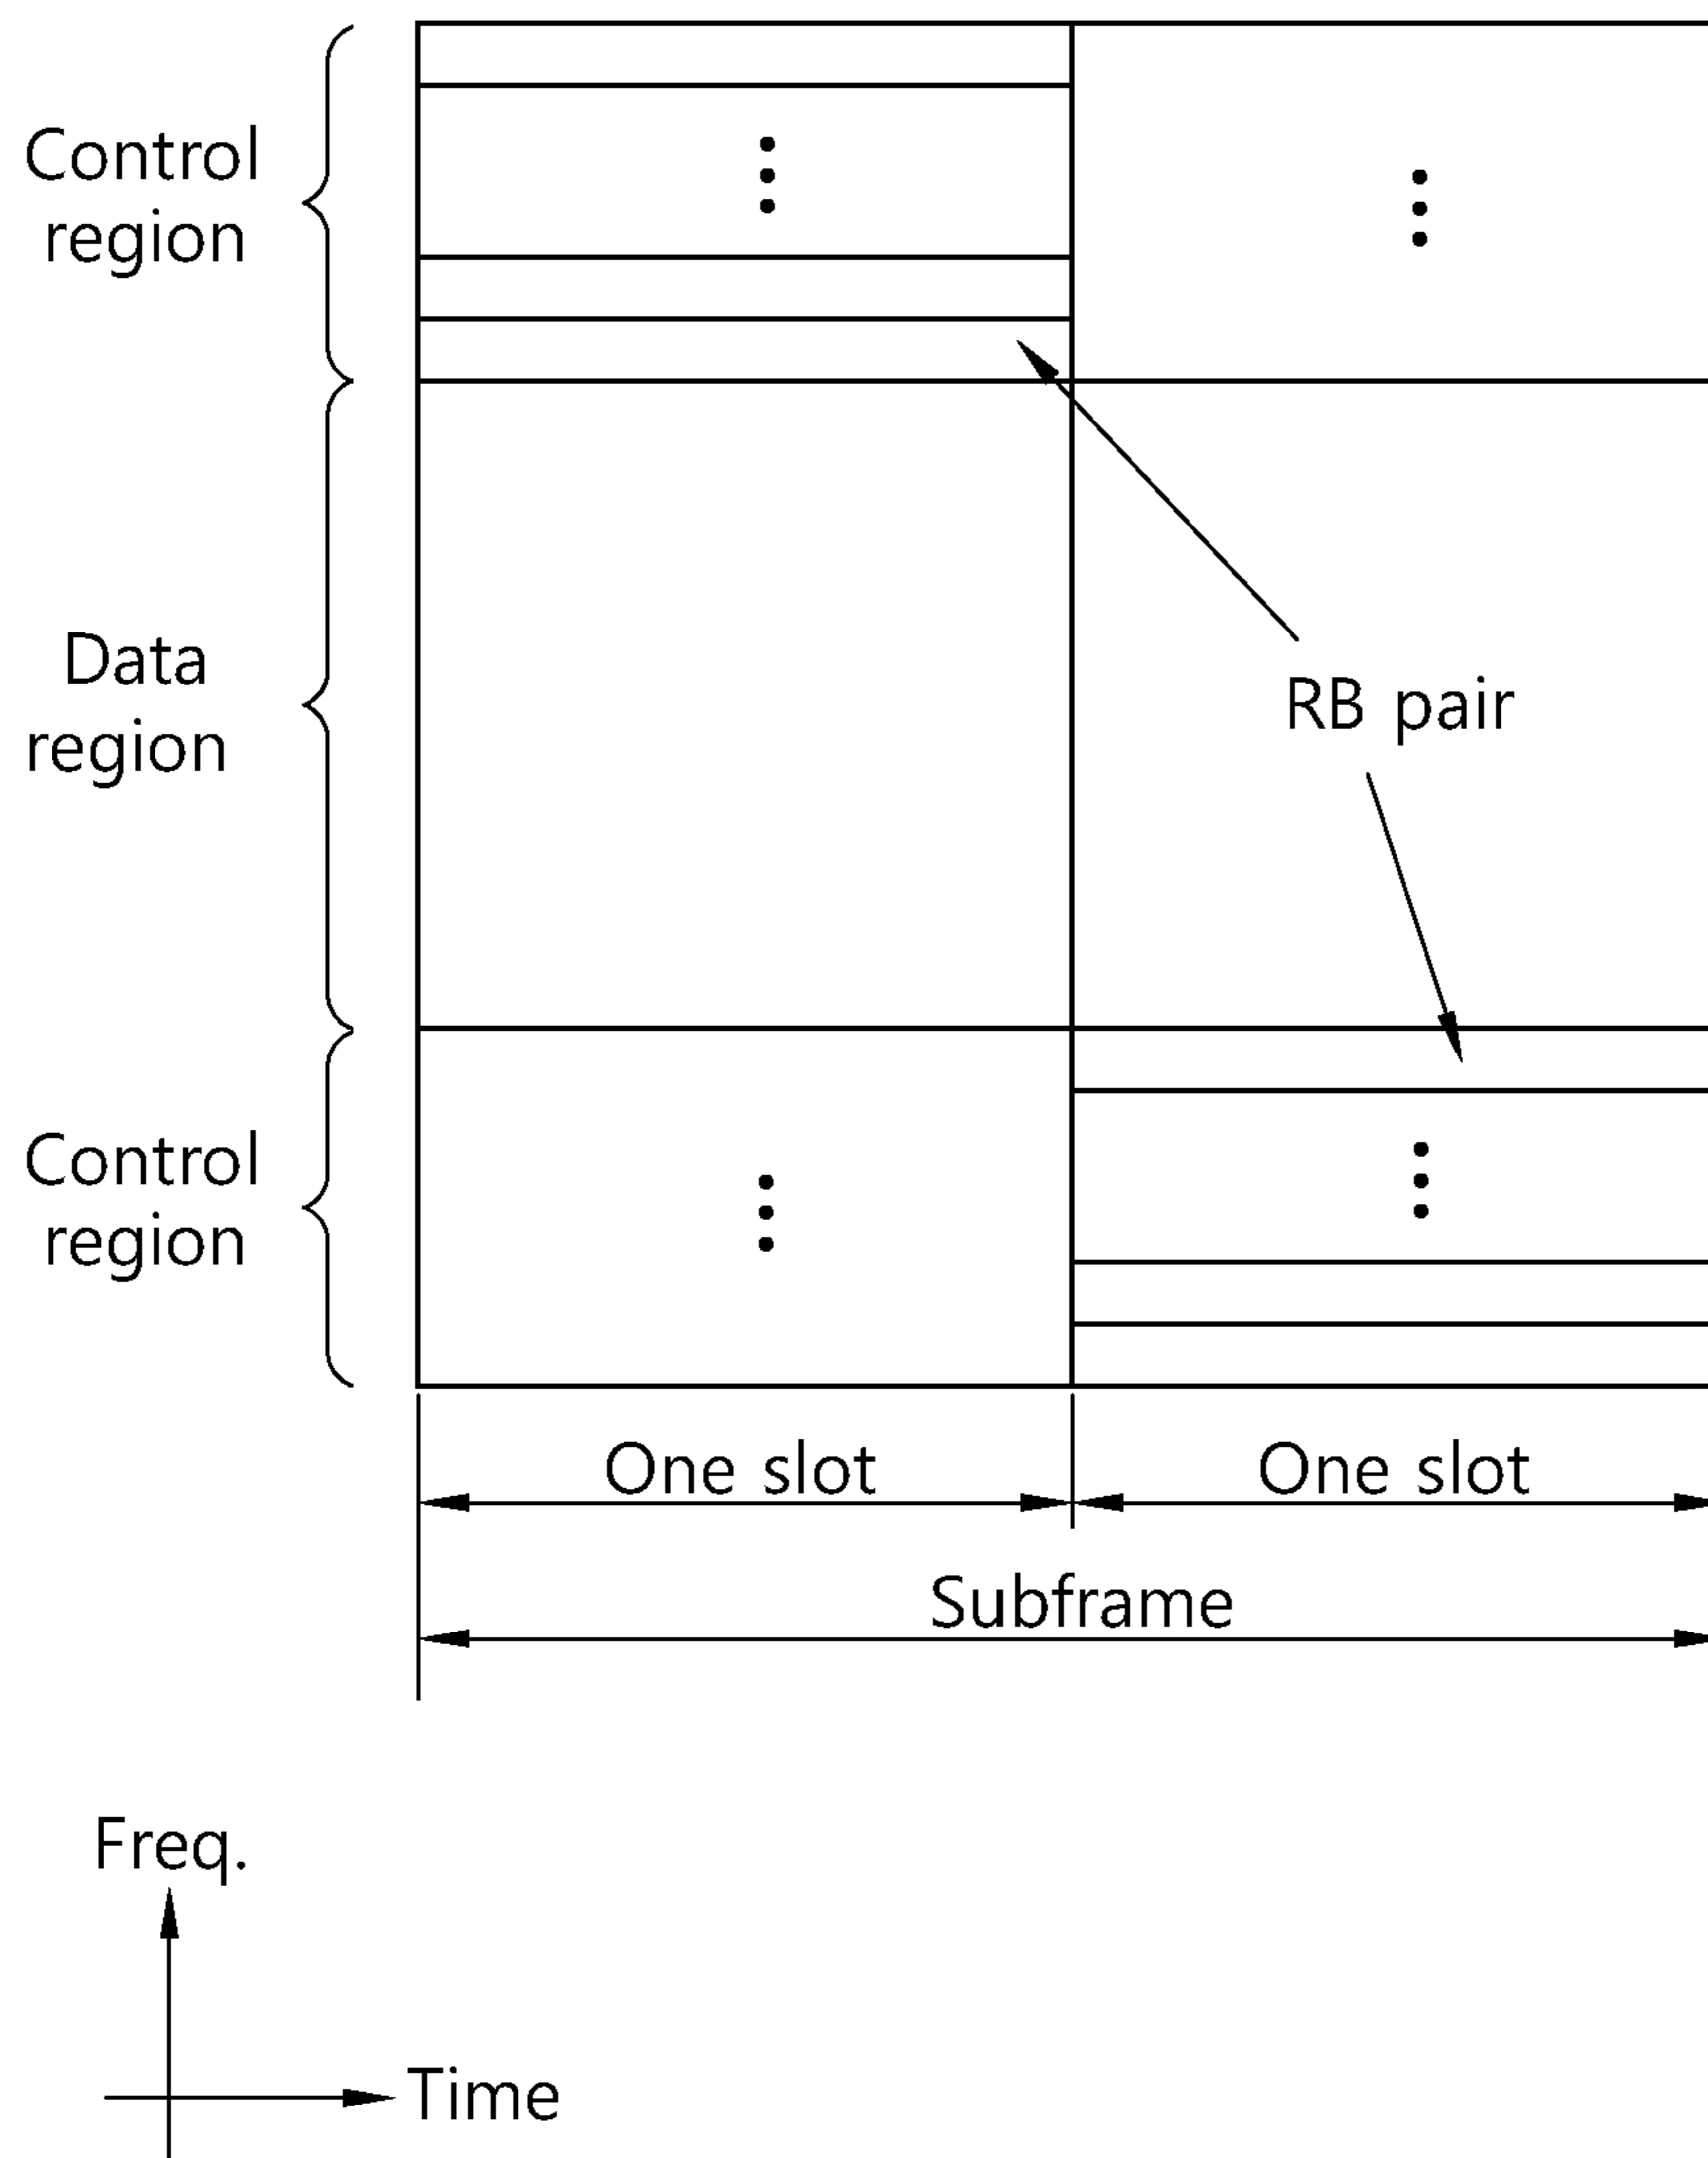 Control
region
Data
region
RB pair
Control
region
One slot
One slot
Subframe
Freq.
Time